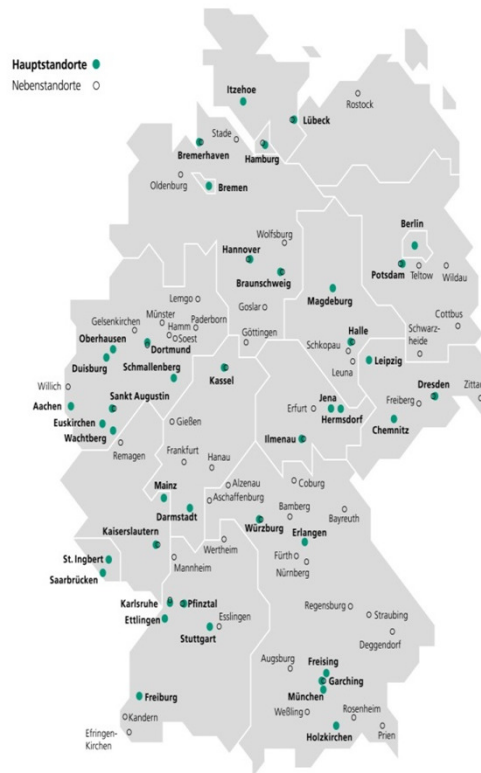 Hauptstandorte
Nebenstandorte
Itzehoe
Rostock
Lübeck
Stade
Bremerhaven
Hamburg
Oldenburg
Bremen
Wolfsburg
Berlin
Hannover
Potsdam
Teltow
Wildau
Braunschweig
Magdeburg
Lemgo
Goslar
Cottbus
Münster
Paderborn
Gelsenkirchen
Hamm
Soest
Göttingen
Halle
Schwarz-
heide
Oberhausen
Dortmund
Schkopau
Leipzig
Duisburg
Leuna
Schmallenberg
Kassel
Dresden
Zittau
Willich
Sankt Augustin
Jena
Freiberg
Aachen
Erfurt
Hermsdorf
Euskirchen
Gießen
Chemnitz
Wachtberg
Ilmenau
Remagen
Frankfurt
Hanau
Coburg
Mainz
Alzenau
Aschaffenburg
Bamberg
Bayreuth
Darmstadt
Würzburg
Kaiserslautern
Wertheim
Erlangen
St. Ingbert
Mannheim
Fürth
Nürnberg
Saarbrücken
Karlsruhe
Pfinztal
Regensburg
Ettlingen
Esslingen
Straubing
Stuttgart
Deggendorf
Augsburg
Freising
Garching
München
Freiburg
Weßling
Rosenheim
Kandern
Efringen-
Kirchen
Holzkirchen
Prien